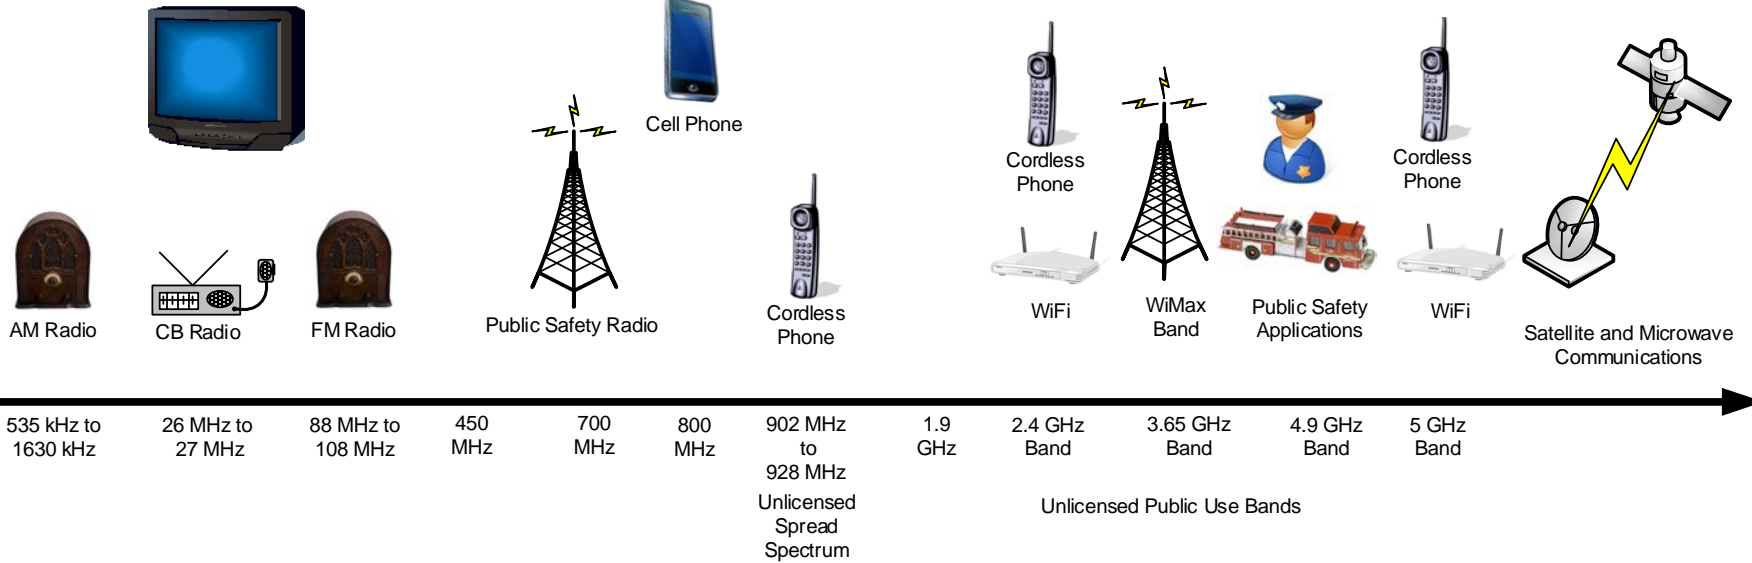 Cell Phone
Cordless
Phone
Cordless
Phone
AM Radio
CB Radio
FM Radio
Public Safety Radio
Cordless
Phone
WiFi
WiMax
Band
Public Safety
Applications
WiFi
Satellite and Microwave
Communications
535 kHz to
1630 kHz
26 MHz to
27 MHz
88 MHz to
108 MHz
450
MHz
700
MHz
800
MHz
902 MHz
to
928 MHz
1.9
GHz
2.4 GHz
Band
3.65 GHz
Band
4.9 GHz
Band
5 GHz
Band
Unlicensed
Spread
Spectrum
Unlicensed Public Use Bands